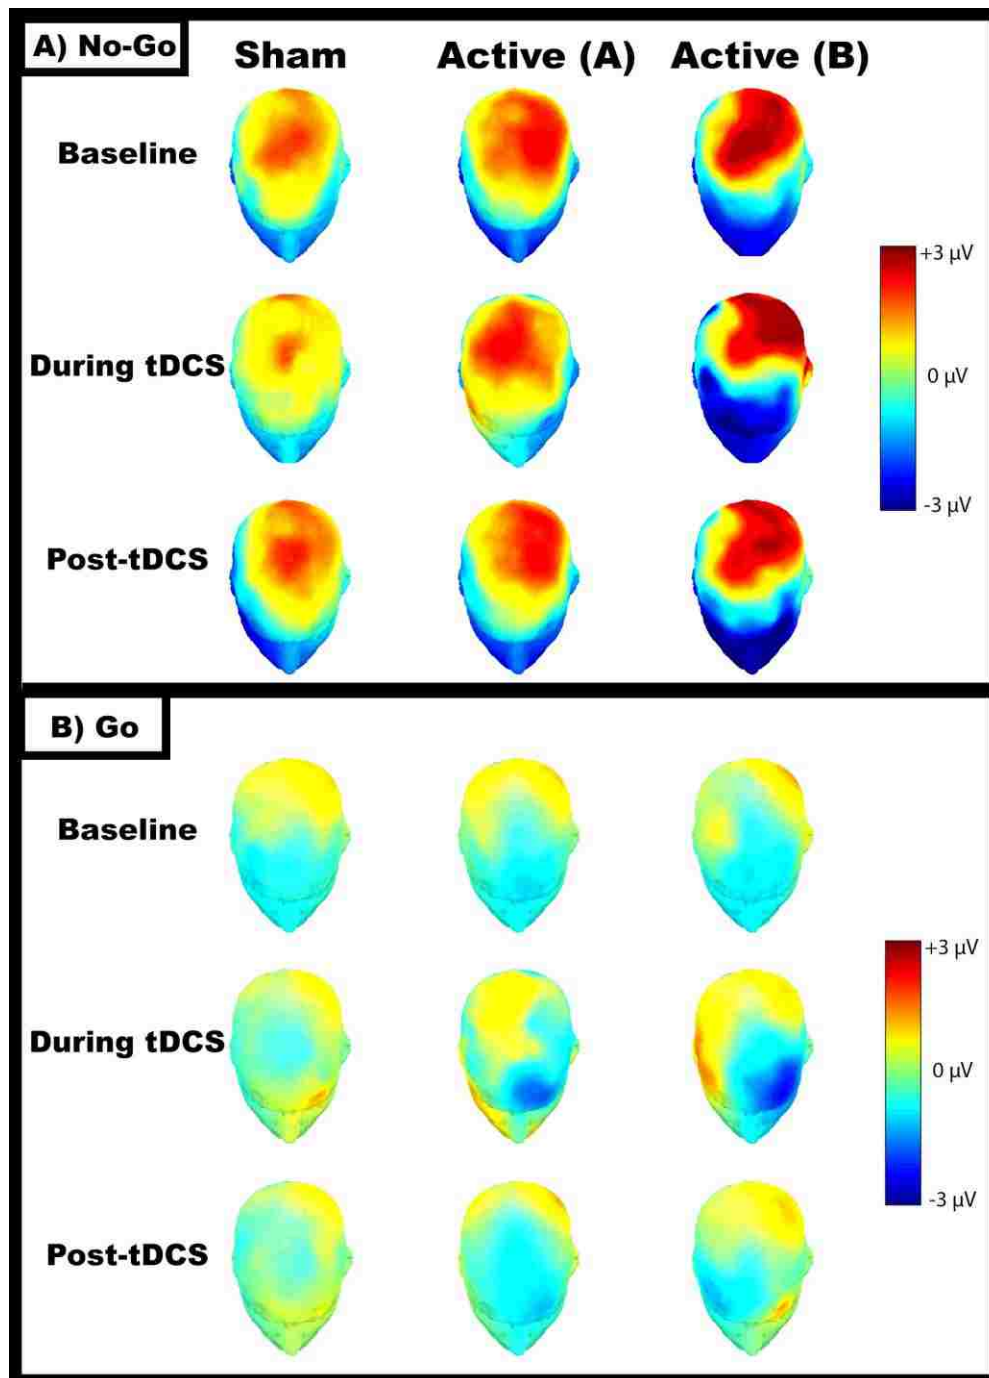 A) No-Go
Sham Active (A) Active (B)
Baseline
+3 µV
During tDCS
0 µV
-3 µV
Post-tDCS
B) Go
Baseline
+3 µV
During tDCS
0 µV
-3 µV
Post-tDCS